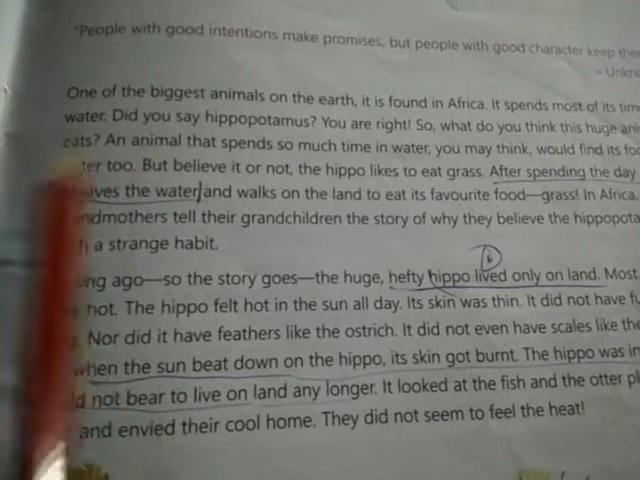 "People with good intentions make promises, but people with good character keep
One of the biggest animals on the earth, it is found in Africa. It spends most of its
water. Did you say hippopotamus? You are right! So, what do you think this huge
eats? An animal that spends so much time in water, you may think, would find its
too. But believe it or not, the hippo likes to eat grass. After spending the day
the water and walks on the land to eat its favourite food—grass! In Africa,
tell their grandchildren the story of why they believe the
a strange habit.
ago—so the story goes—the huge, hefty hippo lived only on land. Most
hot. The hippo felt hot in the sun all day. Its skin was thin. It did not have
Nor did it have feathers like the ostrich. It did not even have scales like the
when the sun beat down on the hippo, its skin got burnt. The hippo was in
not bear to live on land any longer. It looked at the fish and the otter
and envied their cool home. They did not seem to feel the heat!